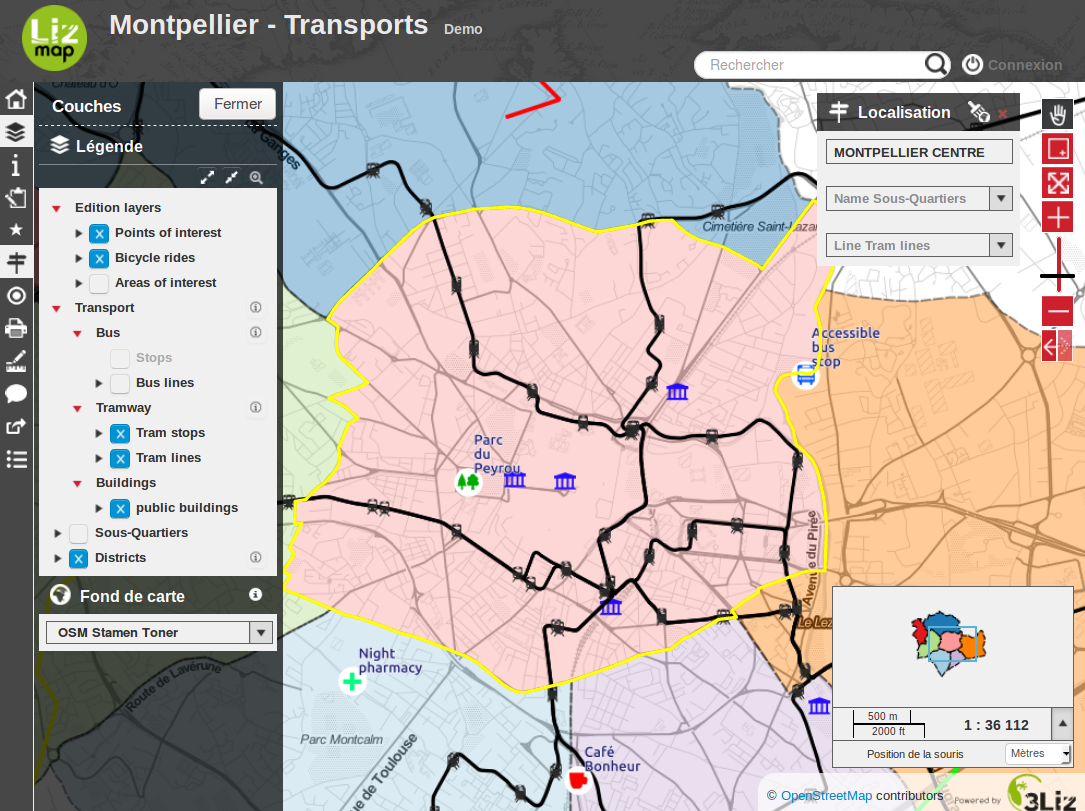 Liz
map
Montpellier - Transports Demo
Rechercher
Connexion
Couches
Fermer
Légende
Edition layers
Points of interest
Bicycle rides
Areas of interest
Transport
Bus
Stops
Bus lines
Tramway
Tram stops
Tram lines
Buildings
public buildings
Sous-Quartiers
Districts
Fond de carte
OSM Stamen Toner
Localisation
MONTPELLIER CENTRE
Name Sous-Quartiers
Line Tram lines
Ganges
Cimetière Saint-Lazar
Accessible
bus
stop
Parc
du
Peyrou
Avenue du Pirée
Le Lez
Night
pharmacy
Route de Lavérune
Parc Montcalm
ue de Toulouse
Café
Bonheur
500 m
2000 ft
1 : 36 112
Position de la souris
Mètres
© OpenStreetMap contributors
Powered by
3Liz